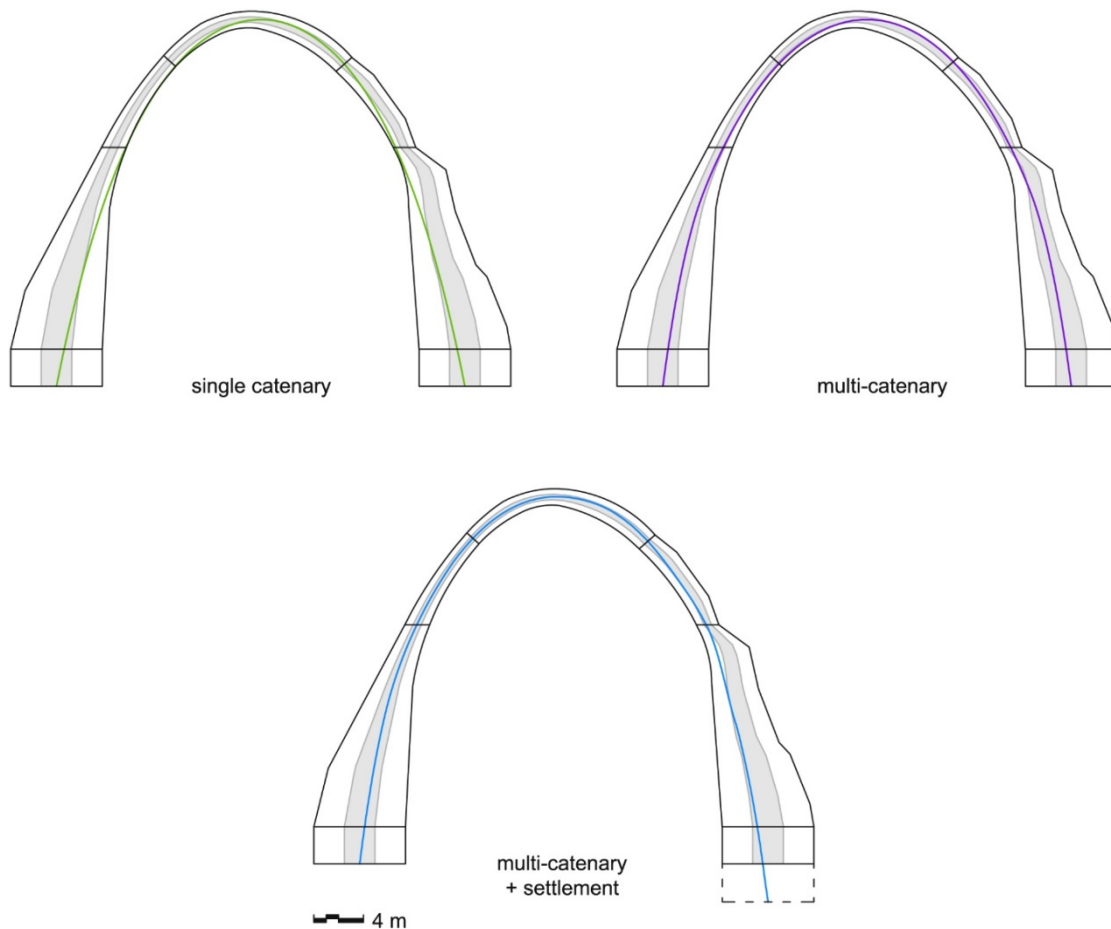 single catenary
multi-catenary
multi-catenary
+ settlement
4 m